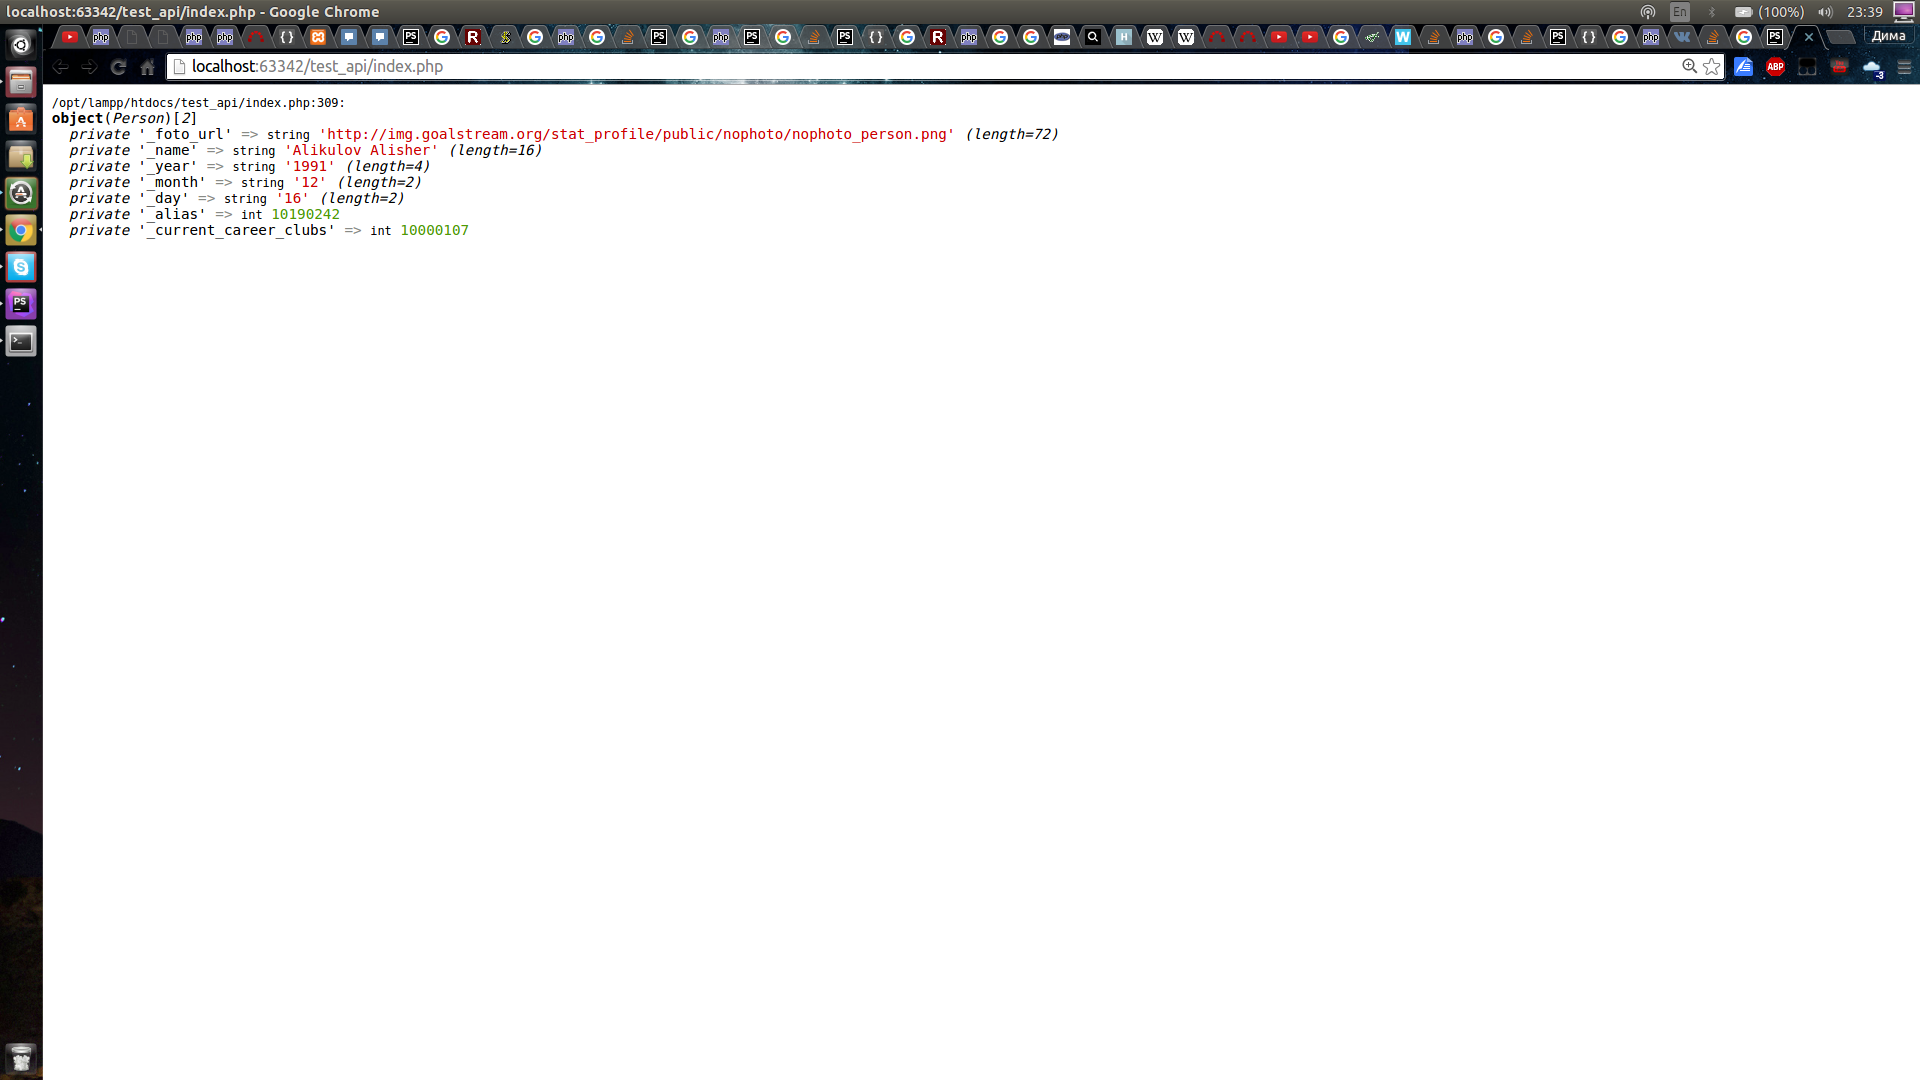 localhost:63342/test_api/index.php - Google Chrome
En
(100%)
23:39
Дима
localhost:63342/test_api/index.php
ABP
-3
/opt/lampp/htdocs/test_api/index.php:309:
object(Person)[2]
private '_foto_url' => string 'http://img.goalstream.org/stat_profile/public/nophoto/nophoto_person.png' (length=72)
private '_name' => string 'Alikulov Alisher' (length=16)
private '_year' => string '1991' (length=4)
private '_month' => string '12' (length=2)
private '_day' => string '16' (length=2)
private '_alias' => int 10190242
private '_current_career_clubs' => int 10000107